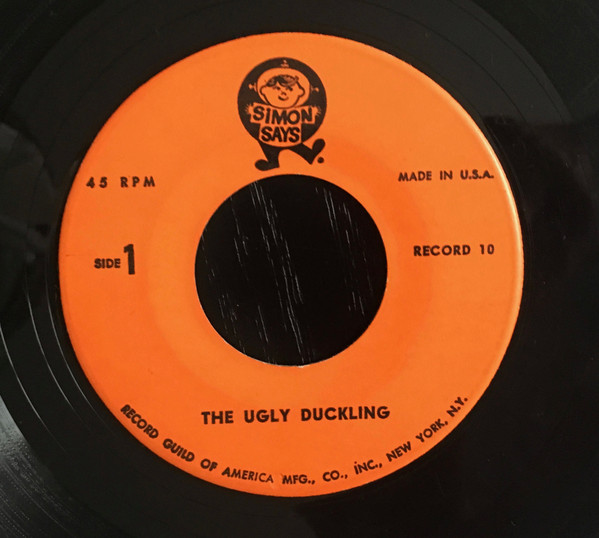 SIMON
SAYS
45 RPM
MADE IN U.S.A.
SIDE 1
RECORD 10
THE UGLY DUCKLING
RECORD GUILD OF AMERICA MFG., CO., INC., NEW YORK, N.Y.